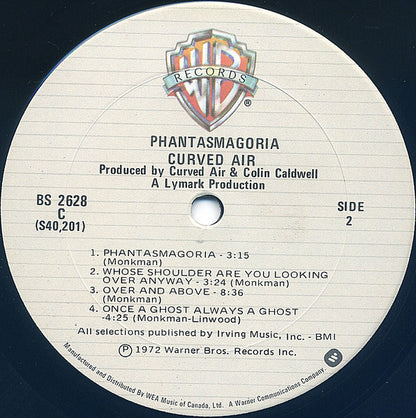 WB
RECORDS
®
PHANTASMAGORIA
CURVED AIR
Produced by Curved Air & Colin Caldwell
A Lymark Production
BS 2628
C
(S40,201)
SIDE
2
1. PHANTASMAGORIA - 3:15
(Monkman)
2. WHOSE SHOULDER ARE YOU LOOKING
OVER ANYWAY - 3:24 (Monkman)
3. OVER AND ABOVE - 8:36
(Monkman)
4. ONCE A GHOST ALWAYS A GHOST
-4:25 (Monkman-Linwood)
All selections published by Irving Music, Inc. - BMI
℗ 1972 Warner Bros. Records Inc.
Manufactured and Distributed By WEA Music of Canada, Ltd. A Warner Communications Company.